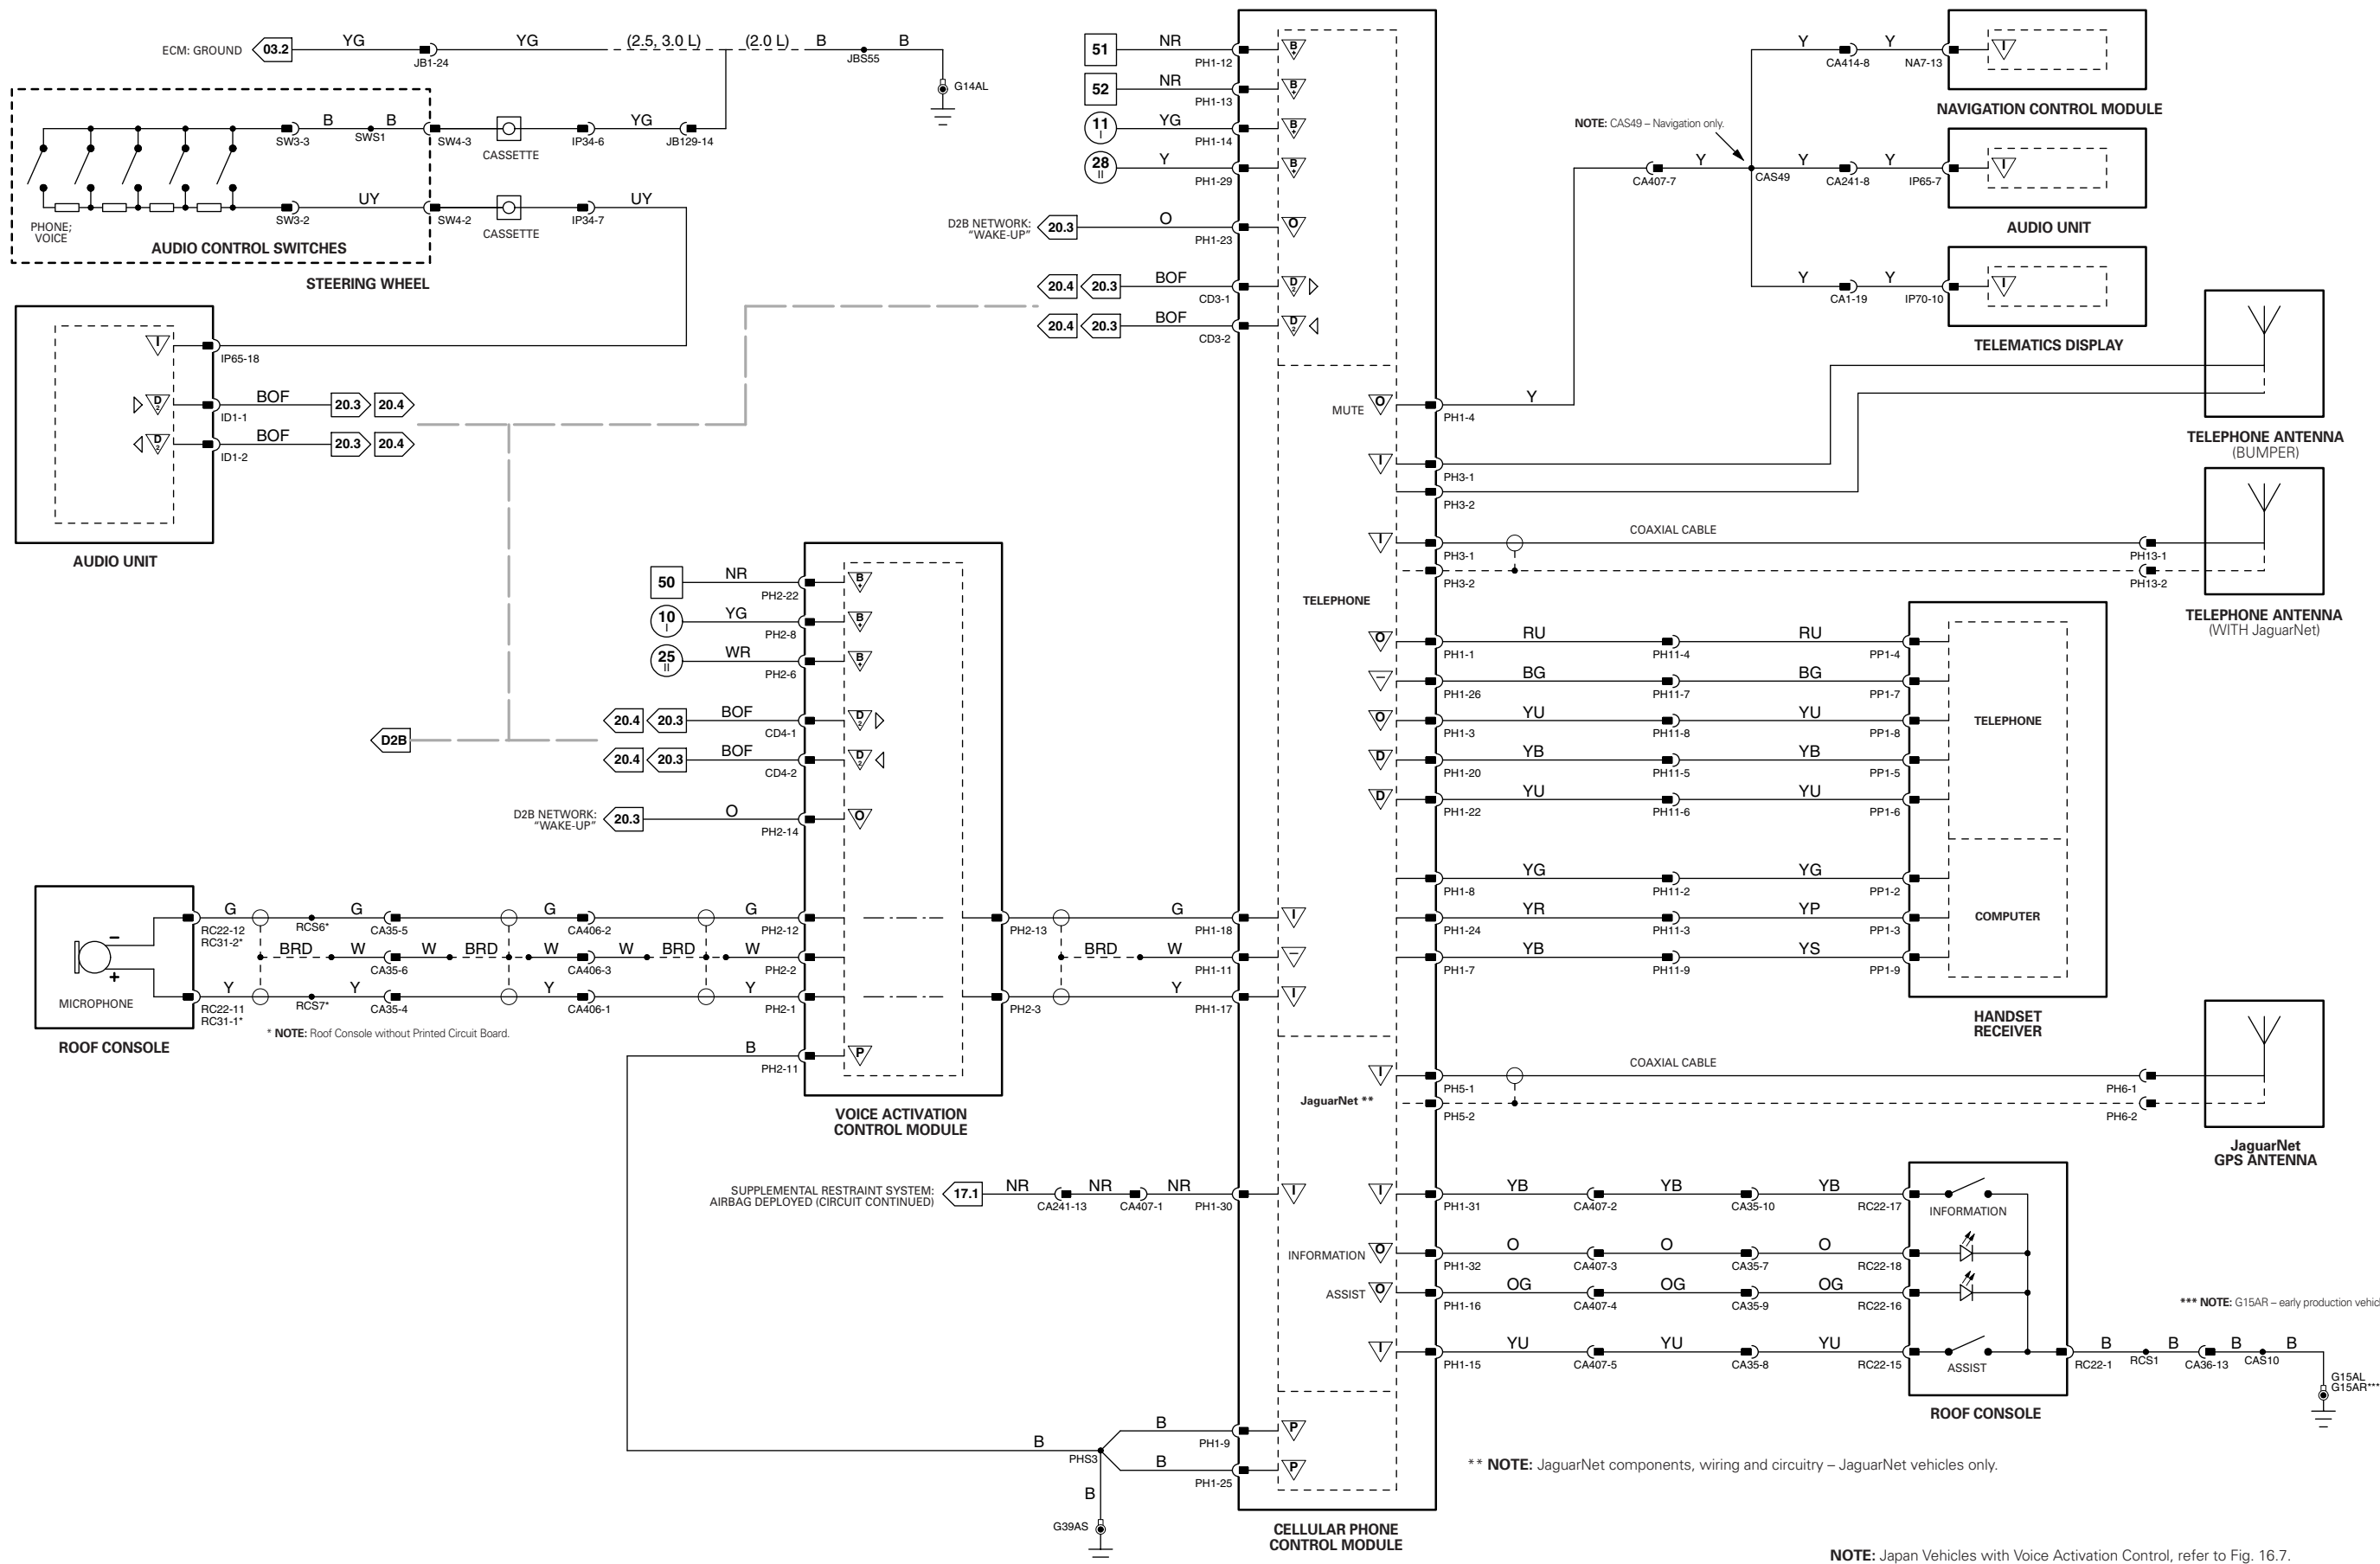 ECM: GROUND 03.2 YG JB1-24 YG (2.5, 3.0 L) (2.0 L) B JBS55 B
G14AL
SW3-3 B SWS1 B SW4-3 CASSETTE IP34-6 YG JB129-14
SW3-2 UY SW4-2 CASSETTE IP34-7 UY
PHONE;
VOICE
AUDIO CONTROL SWITCHES
STEERING WHEEL
I IP65-18
D2 ID1-1 BOF 20.3 20.4
D2 ID1-2 BOF 20.3 20.4
AUDIO UNIT
D2B
50 NR PH2-22 B+
10 I YG PH2-8 B+
25 II WR PH2-6 B+
20.4 20.3 BOF CD4-1 D2
20.4 20.3 BOF CD4-2 D2
D2B NETWORK:
"WAKE-UP"
20.3 O PH2-14 O
MICROPHONE
– +
ROOF CONSOLE
G RC22-12
RC31-2*
RCS6* G CA35-5 G CA406-2 G PH2-12
BRD W CA35-6 W BRD W CA406-3 W BRD W PH2-2
Y RC22-11
RC31-1*
RCS7* Y CA35-4 Y CA406-1 Y PH2-1
* NOTE: Roof Console without Printed Circuit Board.
B PH2-11 P
VOICE ACTIVATION
CONTROL MODULE
PH2-13 G PH1-18 I
BRD W PH1-11 –
PH2-3 Y PH1-17 I
51 NR PH1-12 B+
52 NR PH1-13 B+
11 I YG PH1-14 B+
28 II Y PH1-29 B+
D2B NETWORK:
"WAKE-UP"
20.3 O PH1-23 O
20.4 20.3 BOF CD3-1 D2
20.4 20.3 BOF CD3-2 D2
SUPPLEMENTAL RESTRAINT SYSTEM:
AIRBAG DEPLOYED (CIRCUIT CONTINUED)
17.1 NR CA241-13 NR CA407-1 NR PH1-30 I
B PHS3 B PH1-9 P
B PH1-25 P
B
G39AS
CELLULAR PHONE
CONTROL MODULE
TELEPHONE
JaguarNet **
MUTE O PH1-4 Y CA407-7 Y CAS49
NOTE: CAS49 – Navigation only.
Y CA414-8 Y NA7-13 I
NAVIGATION CONTROL MODULE
Y CA241-8 Y IP65-7 I
AUDIO UNIT
Y CA1-19 Y IP70-10 I
TELEMATICS DISPLAY
I PH3-1
PH3-2
TELEPHONE ANTENNA
(BUMPER)
I PH3-1 COAXIAL CABLE PH13-1
PH3-2 PH13-2
TELEPHONE ANTENNA
(WITH JaguarNet)
O PH1-1 RU PH11-4 RU PP1-4
– PH1-26 BG PH11-7 BG PP1-7
O PH1-3 YU PH11-8 YU PP1-8
TELEPHONE
D PH1-20 YB PH11-5 YB PP1-5
D PH1-22 YU PH11-6 YU PP1-6
PH1-8 YG PH11-2 YG PP1-2
PH1-24 YR PH11-3 YP PP1-3
COMPUTER
PH1-7 YB PH11-9 YS PP1-9
HANDSET
RECEIVER
I PH5-1 COAXIAL CABLE PH6-1
PH5-2 PH6-2
JaguarNet
GPS ANTENNA
I PH1-31 YB CA407-2 YB CA35-10 YB RC22-17 INFORMATION
INFORMATION O PH1-32 O CA407-3 O CA35-7 O RC22-18
ASSIST O PH1-16 OG CA407-4 OG CA35-9 OG RC22-16
I PH1-15 YU CA407-5 YU CA35-8 YU RC22-15 ASSIST
ROOF CONSOLE
RC22-1 B RCS1 B CA36-13 B CAS10 B
G15AL
G15AR***
*** NOTE: G15AR – early production
** NOTE: JaguarNet components, wiring and circuitry – JaguarNet vehicles only.
NOTE: Japan Vehicles with Voice Activation Control, refer to Fig. 16.7.